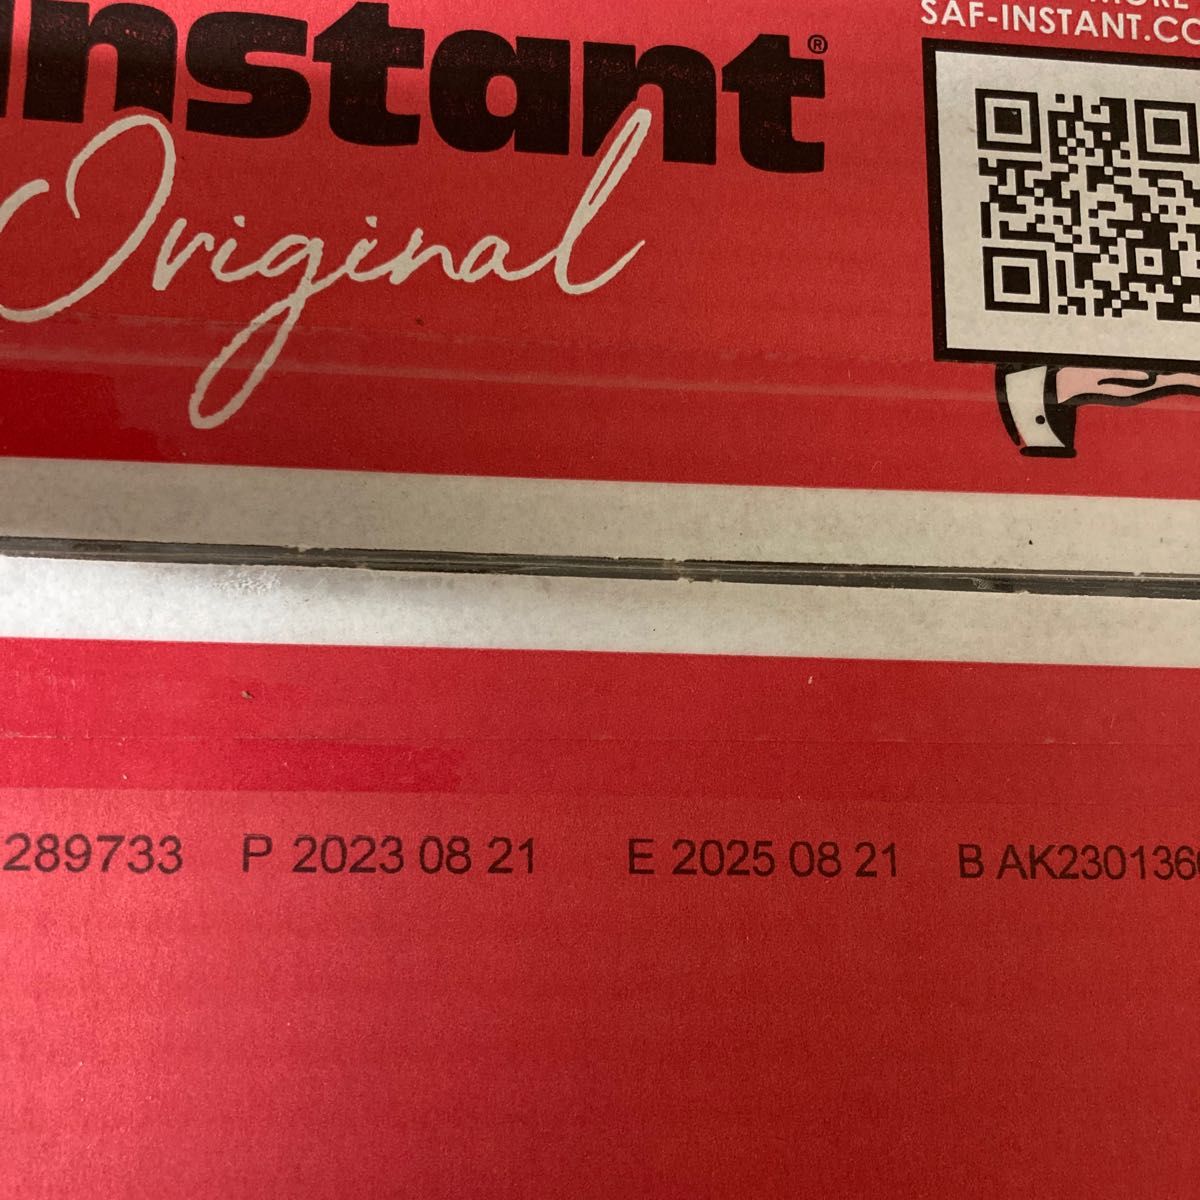 SAF-INSTANT.CO
instant®
Original
289733 P 2023 08 21 E 2025 08 21 B AK230136